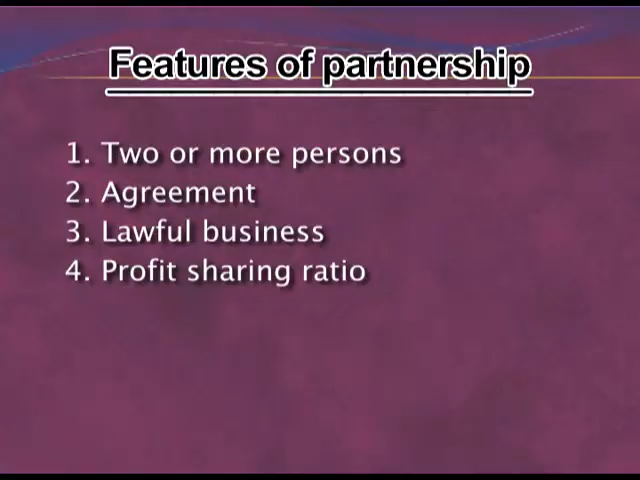 Features of partnership
1. Two or more persons
2. Agreement
3. Lawful business
4. Profit sharing ratio